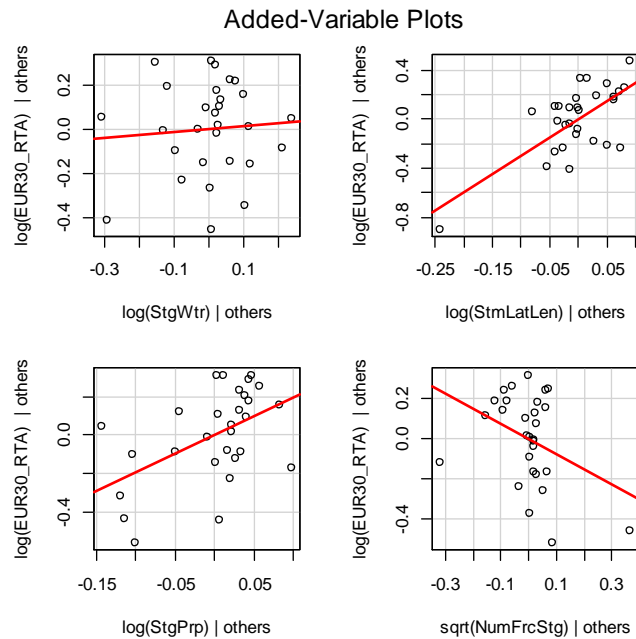 Added-Variable Plots
log(EUR30_RTA) | others
0.2
0.0
-0.4
-0.3
-0.1
0.1
log(StgWtr) | others
log(EUR30_RTA) | others
0.4
0.0
-0.4
-0.8
-0.25
-0.15
-0.05
0.05
log(StmLatLen) | others
log(EUR30_RTA) | others
0.0
-0.4
-0.15
-0.05
0.05
log(StgPrp) | others
log(EUR30_RTA) | others
0.2
0.0
-0.4
-0.3
-0.1
0.1
0.3
sqrt(NumFrcStg) | others